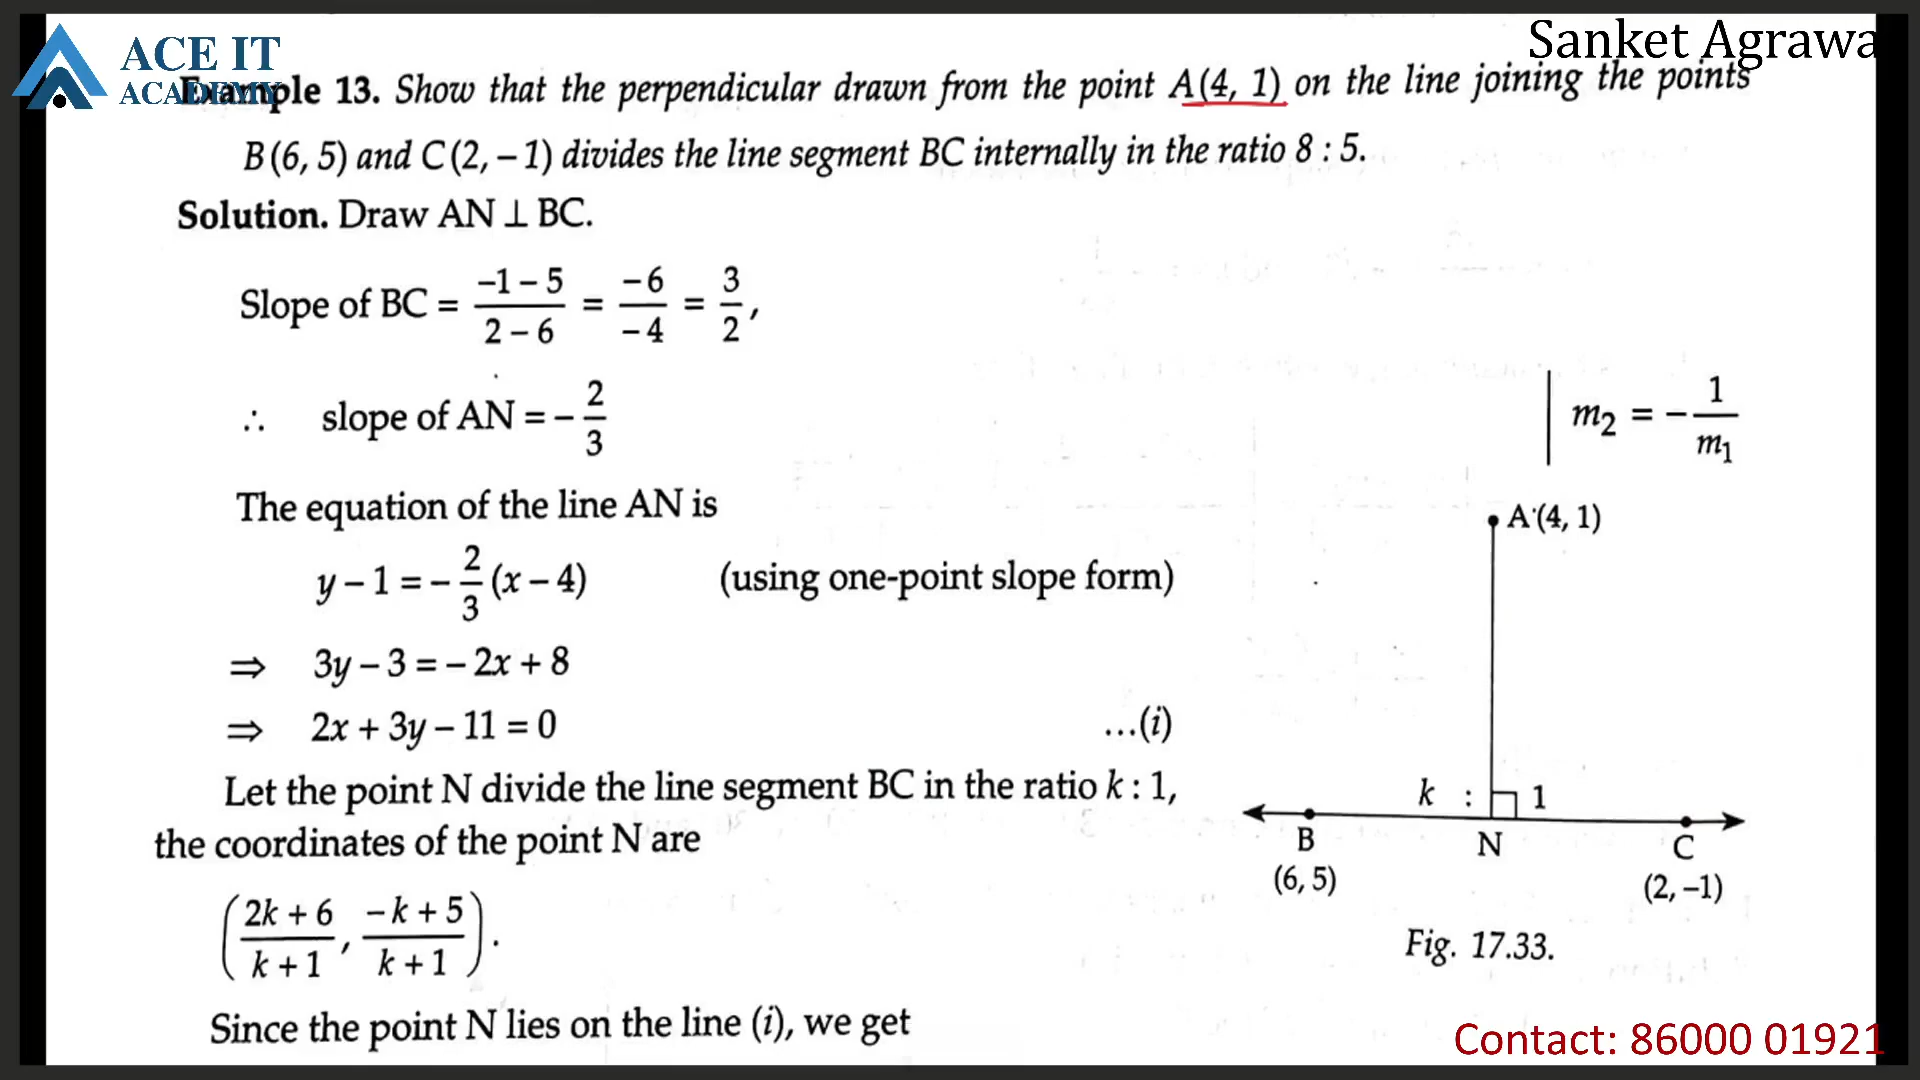 ACE IT
ACADEMY
Sanket Agrawa
Example 13. Show that the perpendicular drawn from the point A(4, 1) on the line joining the points
B(6, 5) and C(2, – 1) divides the line segment BC internally in the ratio 8 : 5.
Solution. Draw AN ⊥ BC.
Slope of BC = (–1 – 5)/(2 – 6) = (– 6)/(– 4) = 3/2,
∴ slope of AN = – 2/3
m₂ = – 1/m₁
The equation of the line AN is
y – 1 = – 2/3 (x – 4) (using one-point slope form)
⇒ 3y – 3 = – 2x + 8
⇒ 2x + 3y – 11 = 0 ...(i)
Let the point N divide the line segment BC in the ratio k : 1,
the coordinates of the point N are
((2k + 6)/(k + 1), (– k + 5)/(k + 1)).
Since the point N lies on the line (i), we get
A (4, 1)
k : 1
B N C
(6, 5) (2, –1)
Fig. 17.33.
Contact: 86000 01921